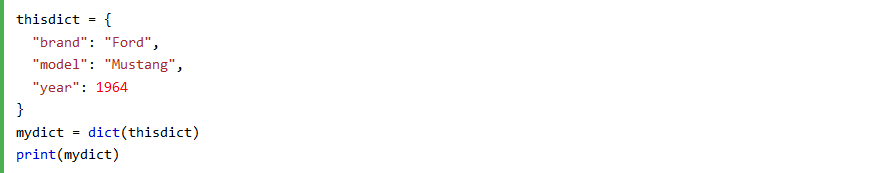 thisdict = {
  "brand": "Ford",
  "model": "Mustang",
  "year": 1964
}
mydict = dict(thisdict)
print(mydict)